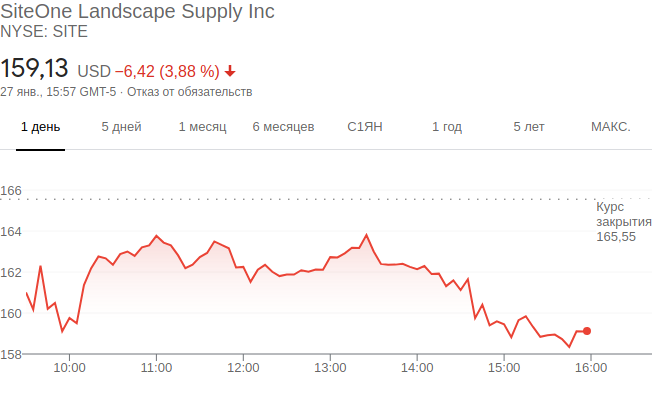 SiteOne Landscape Supply Inc
NYSE: SITE
159,13 USD −6,42 (3,88 %)
27 янв., 15:57 GMT-5 · Отказ от обязательств
1 день 5 дней 1 месяц 6 месяцев С1ЯН 1 год 5 лет МАКС.
166
Курс
закрытия
165,55
164
162
160
158
10:00 11:00 12:00 13:00 14:00 15:00 16:00